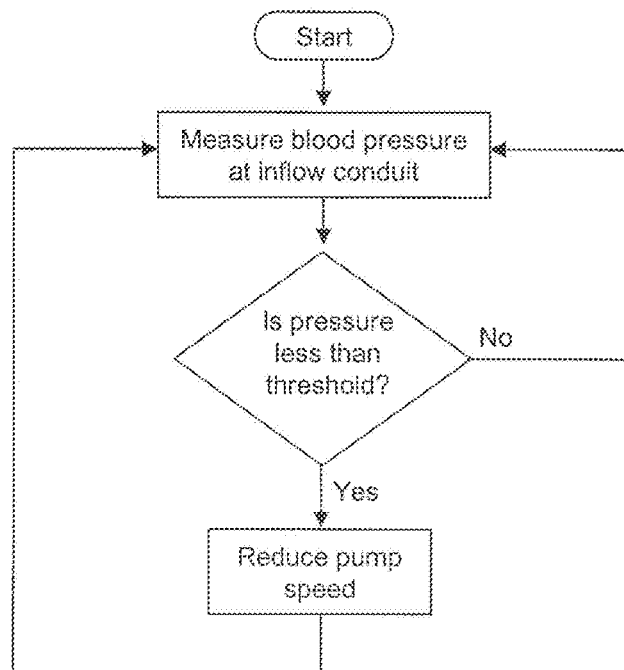 Start
Measure blood pressure
at inflow conduit
Is pressure
less than
threshold?
No
Yes
Reduce pump
speed